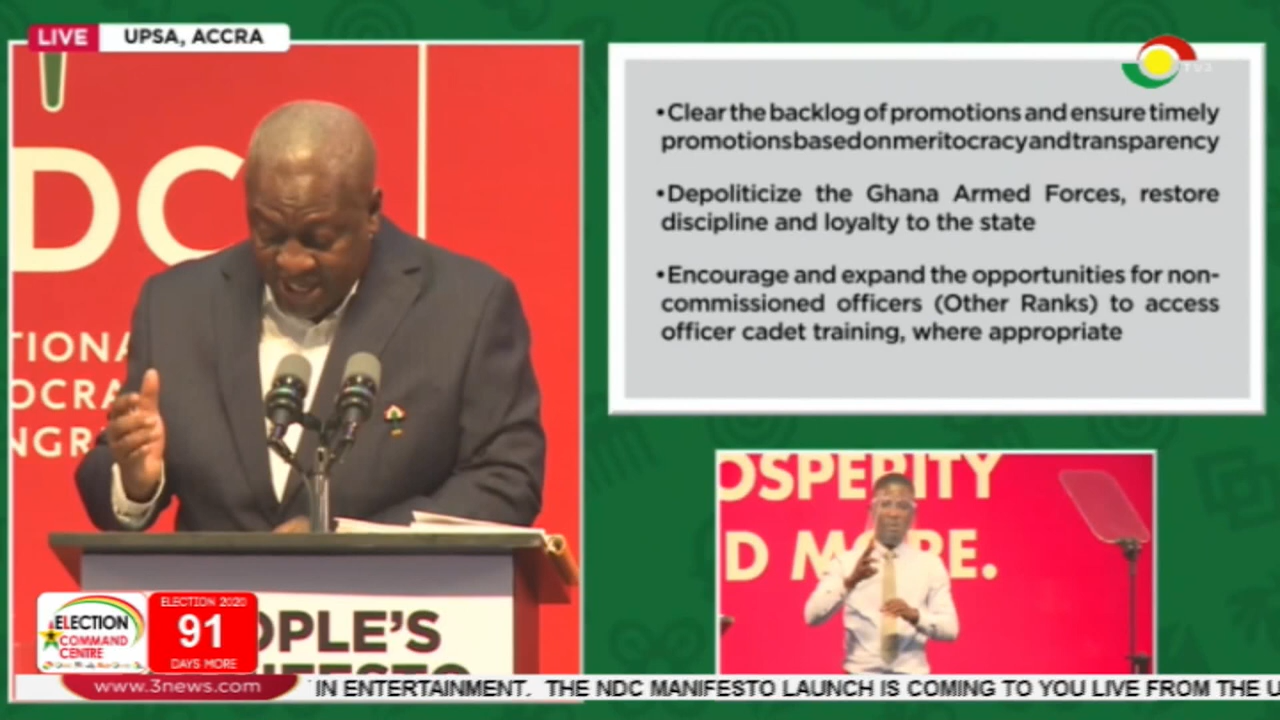 LIVE UPSA, ACCRA
DC
TIONA
OCRA
NGR
•Clear the backlog of promotions and ensure timely
promotionsbasedonmeritocracyandtransparency
•Depoliticize the Ghana Armed Forces, restore
discipline and loyalty to the state
•Encourage and expand the opportunities for non-
commissioned officers (Other Ranks) to access
officer cadet training, where appropriate
TV3
OSPERITY
D MORE.
OPLE'S
IFESTO
ELECTION
COMMAND
CENTRE
ELECTION 2020
91
DAYS MORE
www.3news.com
IN ENTERTAINMENT. THE NDC MANIFESTO LAUNCH IS COMING TO YOU LIVE FROM THE U